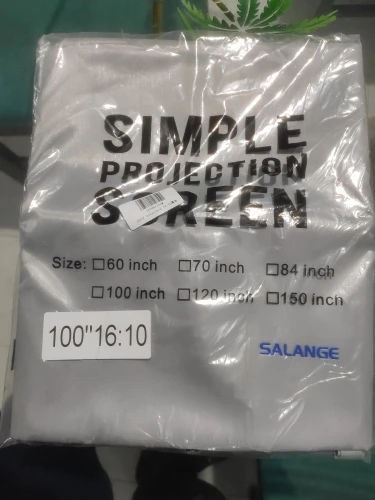 SIMPLE
PROJECTION
SCREEN
Size: ☐60 inch ☐70 inch ☐84 inch
☐100 inch ☐120 inch ☐150 inch
100"16:10
SALANGE